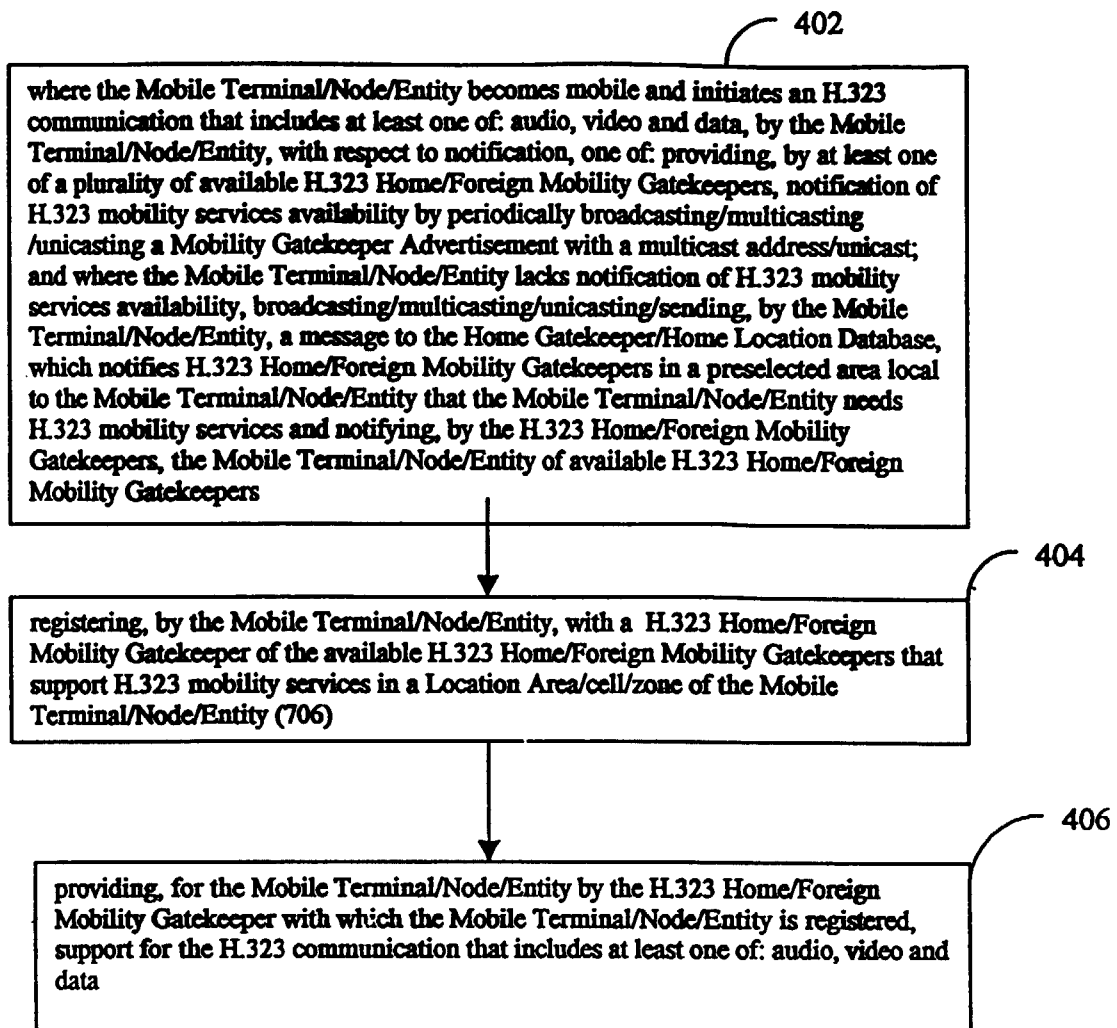 402
where the Mobile Terminal/Node/Entity becomes mobile and initiates an H.323
communication that includes at least one of: audio, video and data, by the Mobile
Terminal/Node/Entity, with respect to notification, one of: providing, by at least one
of a plurality of available H.323 Home/Foreign Mobility Gatekeepers, notification of
H.323 mobility services availability by periodically broadcasting/multicasting
/unicasting a Mobility Gatekeeper Advertisement with a multicast address/unicast;
and where the Mobile Terminal/Node/Entity lacks notification of H.323 mobility
services availability, broadcasting/multicasting/unicasting/sending, by the Mobile
Terminal/Node/Entity, a message to the Home Gatekeeper/Home Location Database,
which notifies H.323 Home/Foreign Mobility Gatekeepers in a preselected area local
to the Mobile Terminal/Node/Entity that the Mobile Terminal/Node/Entity needs
H.323 mobility services and notifying, by the H.323 Home/Foreign Mobility
Gatekeepers, the Mobile Terminal/Node/Entity of available H.323 Home/Foreign
Mobility Gatekeepers
404
registering, by the Mobile Terminal/Node/Entity, with a H.323 Home/Foreign
Mobility Gatekeeper of the available H.323 Home/Foreign Mobility Gatekeepers that
support H.323 mobility services in a Location Area/cell/zone of the Mobile
Terminal/Node/Entity (706)
406
providing, for the Mobile Terminal/Node/Entity by the H.323 Home/Foreign
Mobility Gatekeeper with which the Mobile Terminal/Node/Entity is registered,
support for the H.323 communication that includes at least one of: audio, video and
data